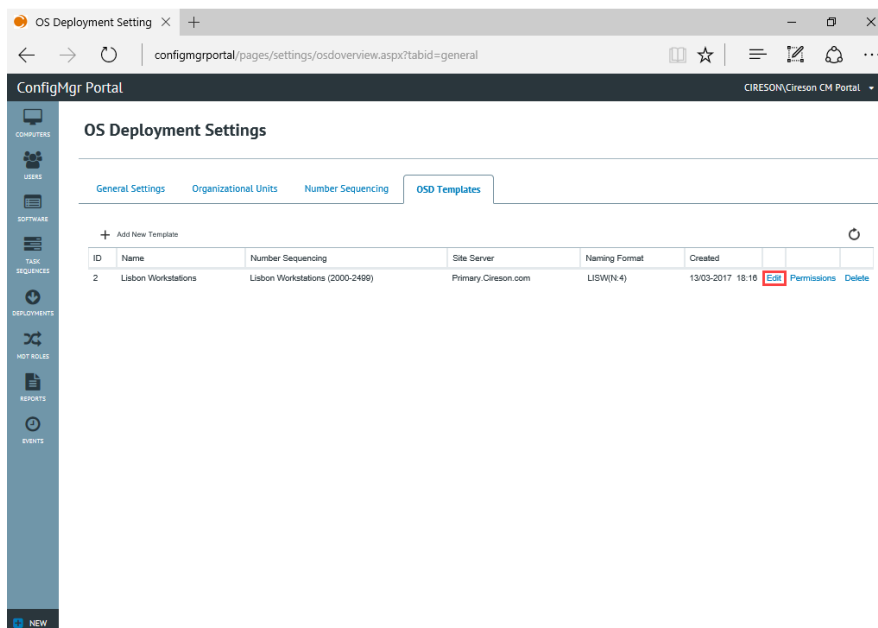 OS Deployment Setting
configmgrportal/pages/settings/osdoverview.aspx?tabid=general
ConfigMgr Portal
CIRESON\Cireson CM Portal
COMPUTERS
USERS
SOFTWARE
TASK
SEQUENCES
DEPLOYMENTS
MDT ROLES
REPORTS
EVENTS
NEW
OS Deployment Settings
General Settings Organizational Units Number Sequencing OSD Templates
Add New Template
ID Name Number Sequencing Site Server Naming Format Created
2 Lisbon Workstations Lisbon Workstations (2000-2499) Primary.Cireson.com LISW(N:4) 13/03-2017 18:16 Edit Permissions Delete